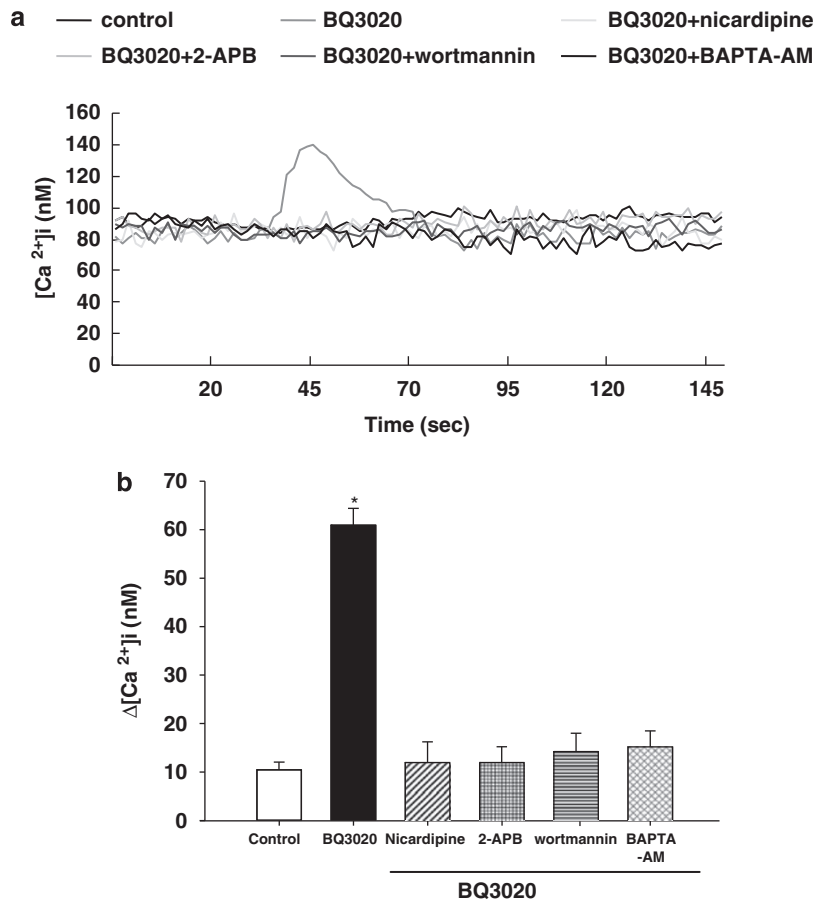 a
control BQ3020 BQ3020+nicardipine
BQ3020+2-APB BQ3020+wortmannin BQ3020+BAPTA-AM
160
140
120
100
80
60
40
20
0
[Ca 2+]i (nM)
20 45 70 95 120 145
Time (sec)
b
70
60
50
40
30
20
10
0
Δ[Ca 2+]i (nM)
*
Control BQ3020 Nicardipine 2-APB wortmannin BAPTA
-AM
BQ3020